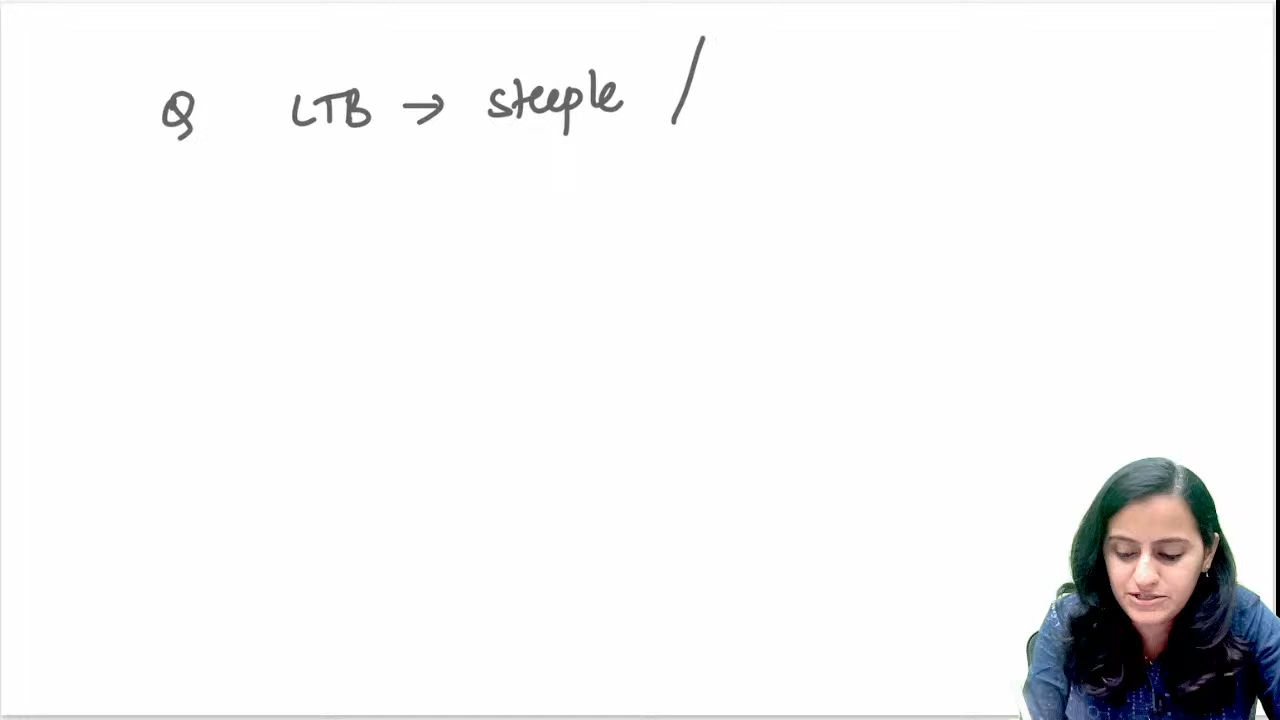 Q LTB → steeple /